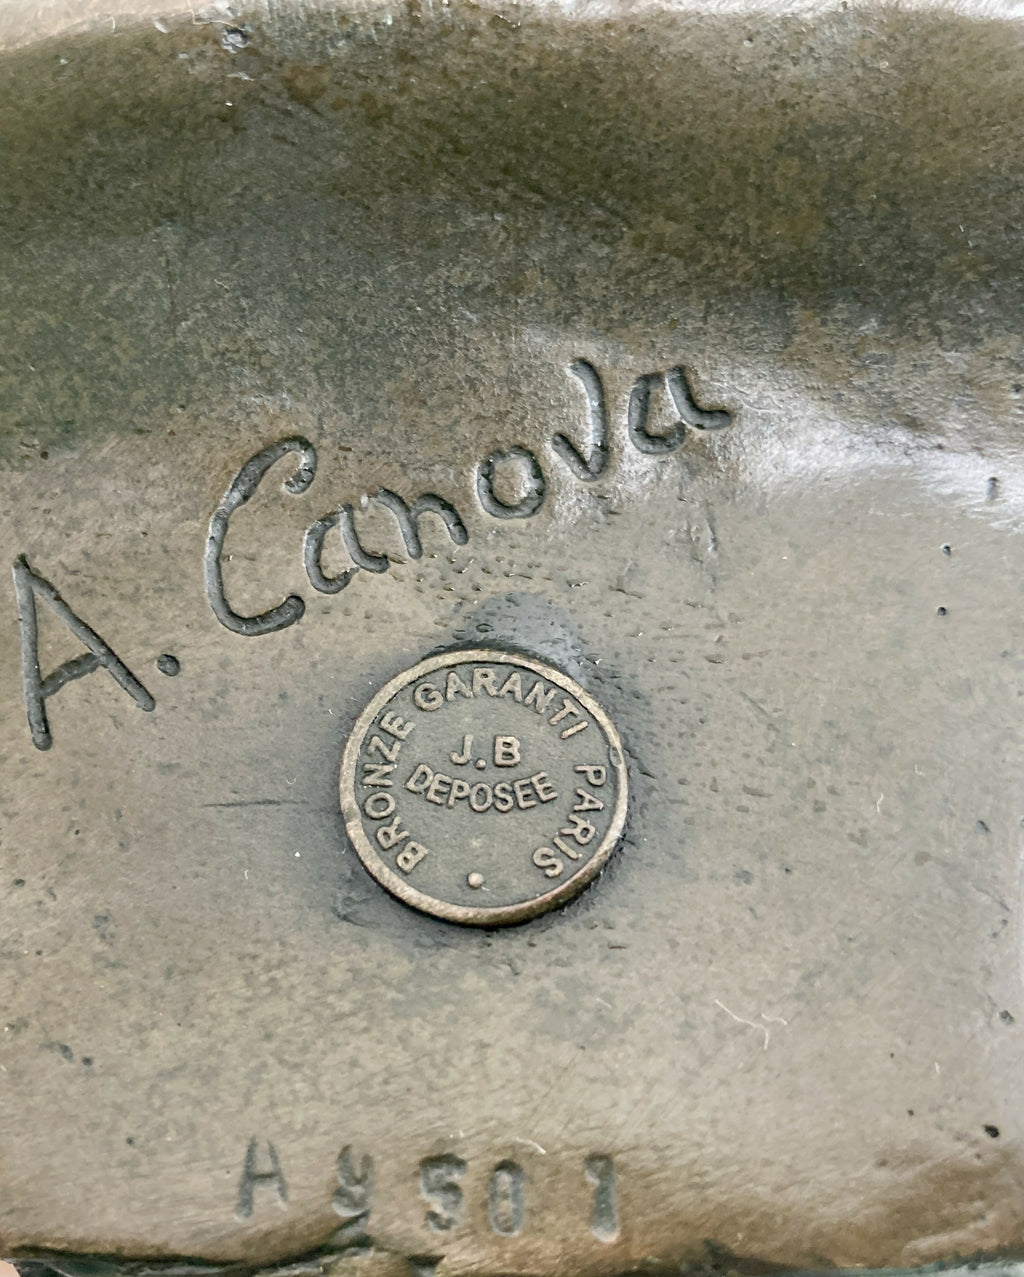 A. Canova
BRONZE GARANTI PARIS
J.B
DEPOSEE